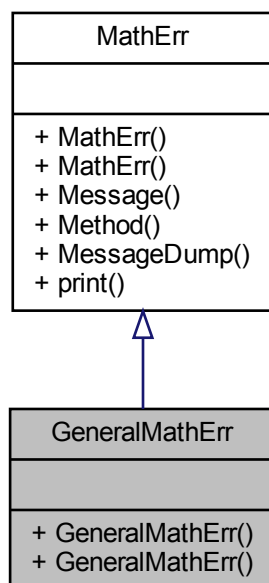 MathErr
+ MathErr()
+ MathErr()
+ Message()
+ Method()
+ MessageDump()
+ print()
GeneralMathErr
+ GeneralMathErr()
+ GeneralMathErr()